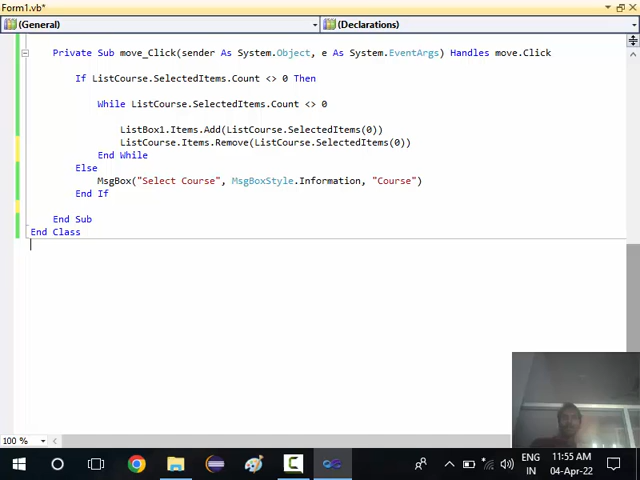 Form1.vb*
(General)
(Declarations)
Private Sub move_Click(sender As System.Object, e As System.EventArgs) Handles move.Click
If ListCourse.SelectedItems.Count <> 0 Then
While ListCourse.SelectedItems.Count <> 0
ListBox1.Items.Add(ListCourse.SelectedItems(0))
ListCourse.Items.Remove(ListCourse.SelectedItems(0))
End While
Else
MsgBox("Select Course", MsgBoxStyle.Information, "Course")
End If
End Sub
End Class
100 %
ENG
IN
11:55 AM
04-Apr-22